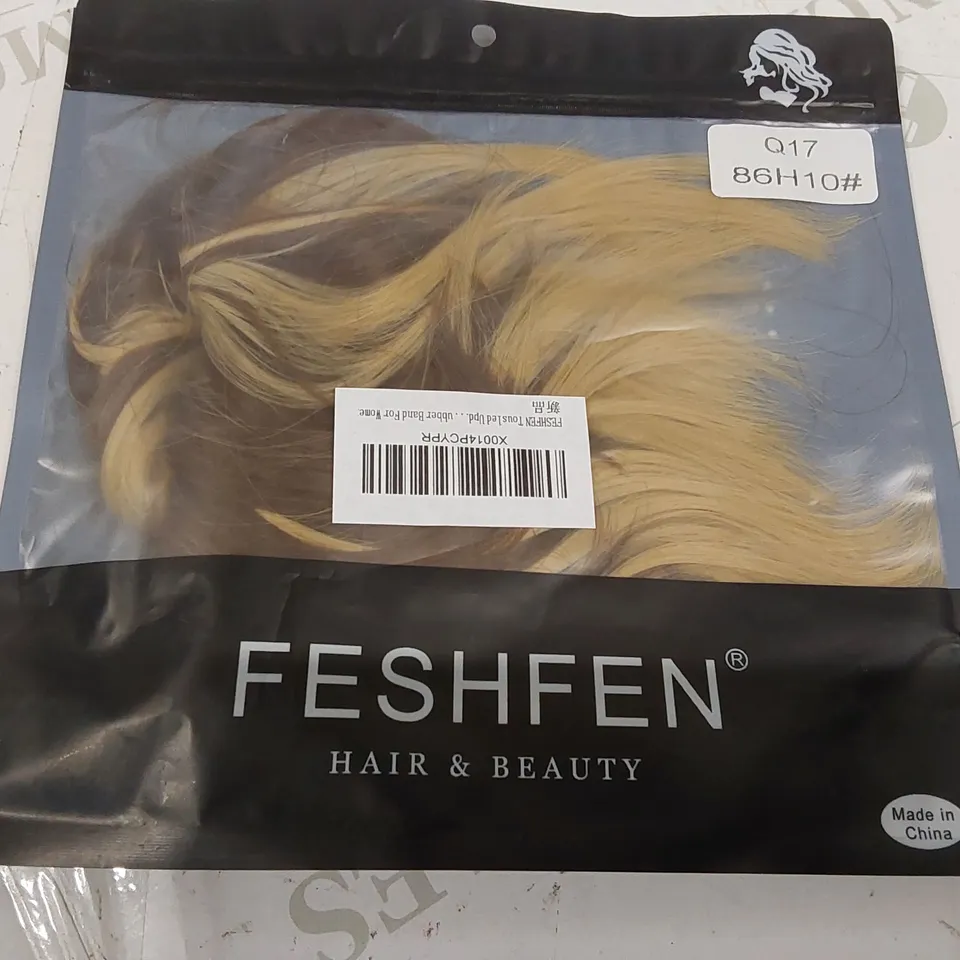 Q17
86H10#
X0014PCYPR
FESHFEN Tousled Upd...ubber Band For Wome
新品
FESHFEN®
HAIR & BEAUTY
Made in
China